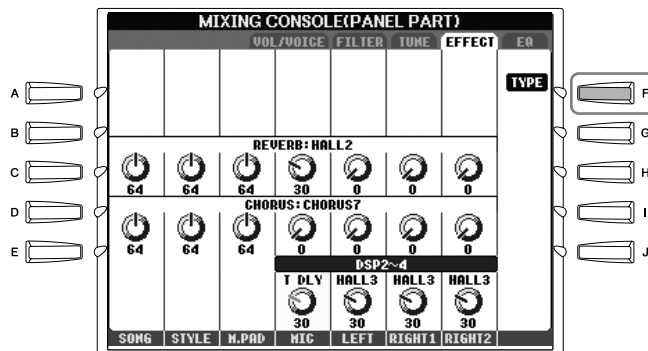 MIXING CONSOLE(PANEL PART)
VOL/VOICE FILTER TUNE EFFECT EQ
A TYPE F
B G
REVERB:HALL2
C H
64 64 64 30 0 0 0
CHORUS:CHORUS7
D I
64 64 64 0 0 0 0
E J
DSP2~4
T DLY HALL3 HALL3 HALL3
30 30 30 30
SONG STYLE M.PAD MIC LEFT RIGHT1 RIGHT2